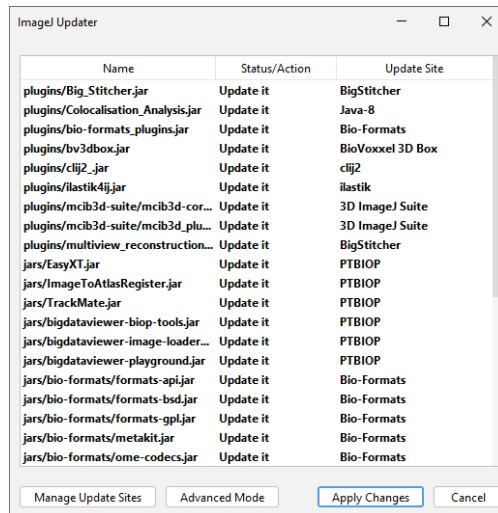 ImageJ Updater
Name Status/Action Update Site
plugins/Big_Stitcher.jar Update it BigStitcher
plugins/Colocalisation_Analysis.jar Update it Java-8
plugins/bio-formats_plugins.jar Update it Bio-Formats
plugins/bv3dbox.jar Update it BioVoxxel 3D Box
plugins/clij2_.jar Update it clij2
plugins/ilastik4ij.jar Update it ilastik
plugins/mcib3d-suite/mcib3d-cor... Update it 3D ImageJ Suite
plugins/mcib3d-suite/mcib3d_plu... Update it 3D ImageJ Suite
plugins/multiview_reconstruction... Update it BigStitcher
jars/EasyXT.jar Update it PTBIOP
jars/ImageToAtlasRegister.jar Update it PTBIOP
jars/TrackMate.jar Update it PTBIOP
jars/bigdataviewer-biop-tools.jar Update it PTBIOP
jars/bigdataviewer-image-loader... Update it PTBIOP
jars/bigdataviewer-playground.jar Update it PTBIOP
jars/bio-formats/formats-api.jar Update it Bio-Formats
jars/bio-formats/formats-bsd.jar Update it Bio-Formats
jars/bio-formats/formats-gpl.jar Update it Bio-Formats
jars/bio-formats/metakit.jar Update it Bio-Formats
jars/bio-formats/ome-codecs.jar Update it Bio-Formats
Manage Update Sites Advanced Mode Apply Changes Cancel